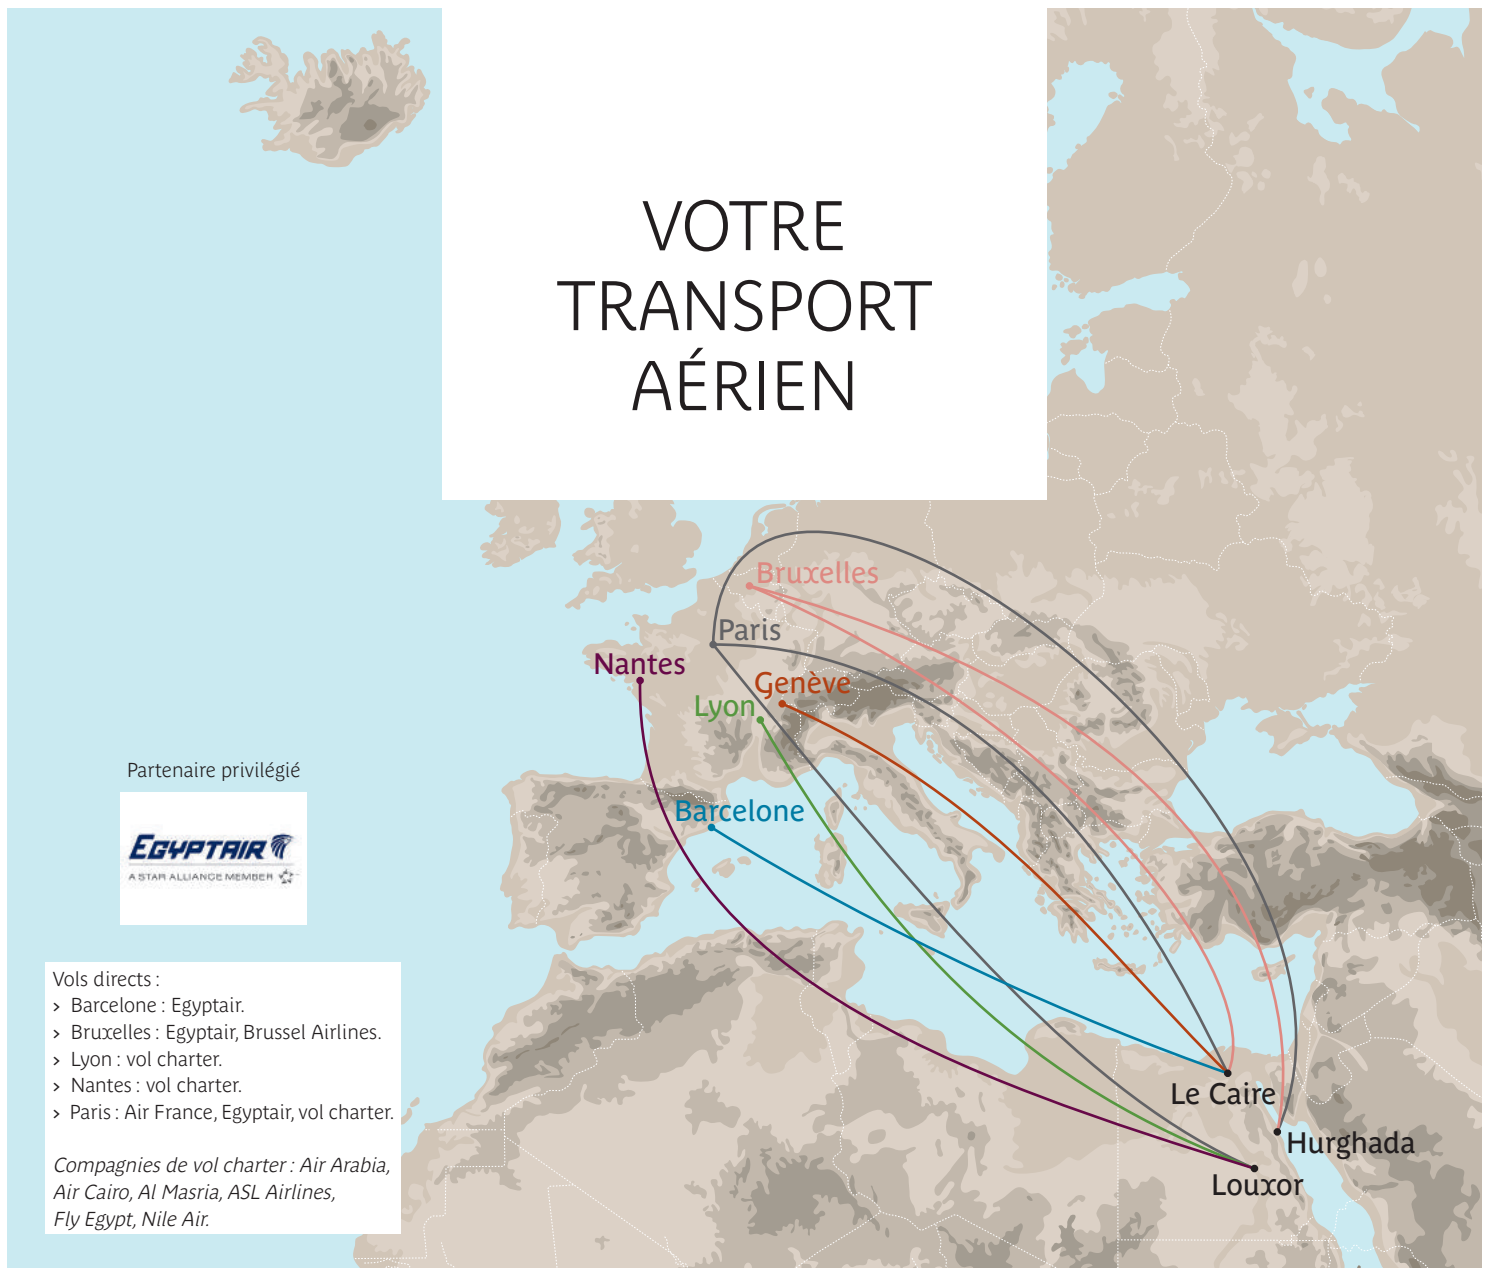 VOTRE
TRANSPORT
AÉRIEN
Bruxelles
Paris
Nantes
Genève
Lyon
Barcelone
Le Caire
Hurghada
Louxor
Partenaire privilégié
EGYPTAIR
A STAR ALLIANCE MEMBER
Vols directs :
> Barcelone : Egyptair.
> Bruxelles : Egyptair, Brussel Airlines.
> Lyon : vol charter.
> Nantes : vol charter.
> Paris : Air France, Egyptair, vol charter.
Compagnies de vol charter : Air Arabia,
Air Cairo, Al Masria, ASL Airlines,
Fly Egypt, Nile Air.